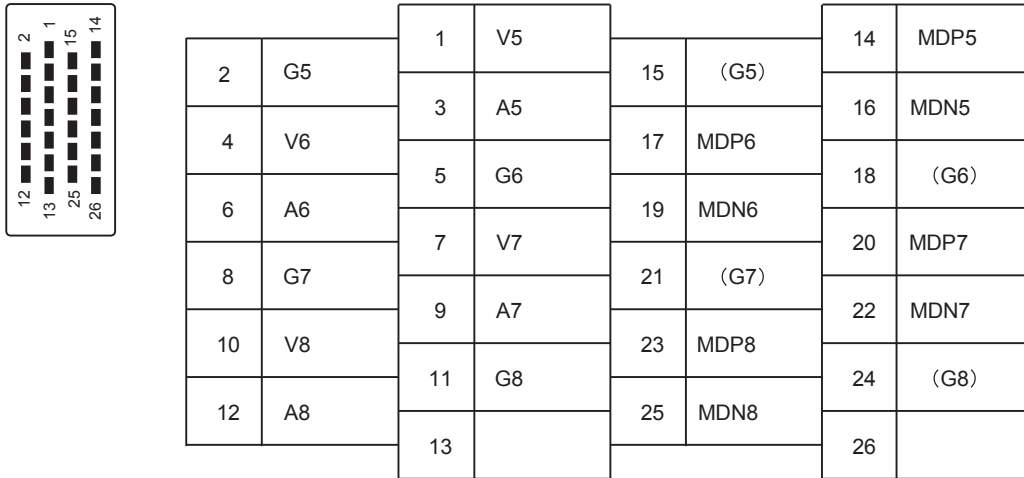 2 1 15 14
12 13 25 26
1 V5
2 G5
3 A5
4 V6
5 G6
6 A6
7 V7
8 G7
9 A7
10 V8
11 G8
12 A8
13
14 MDP5
15 （G5）
16 MDN5
17 MDP6
18 （G6）
19 MDN6
20 MDP7
21 （G7）
22 MDN7
23 MDP8
24 （G8）
25 MDN8
26